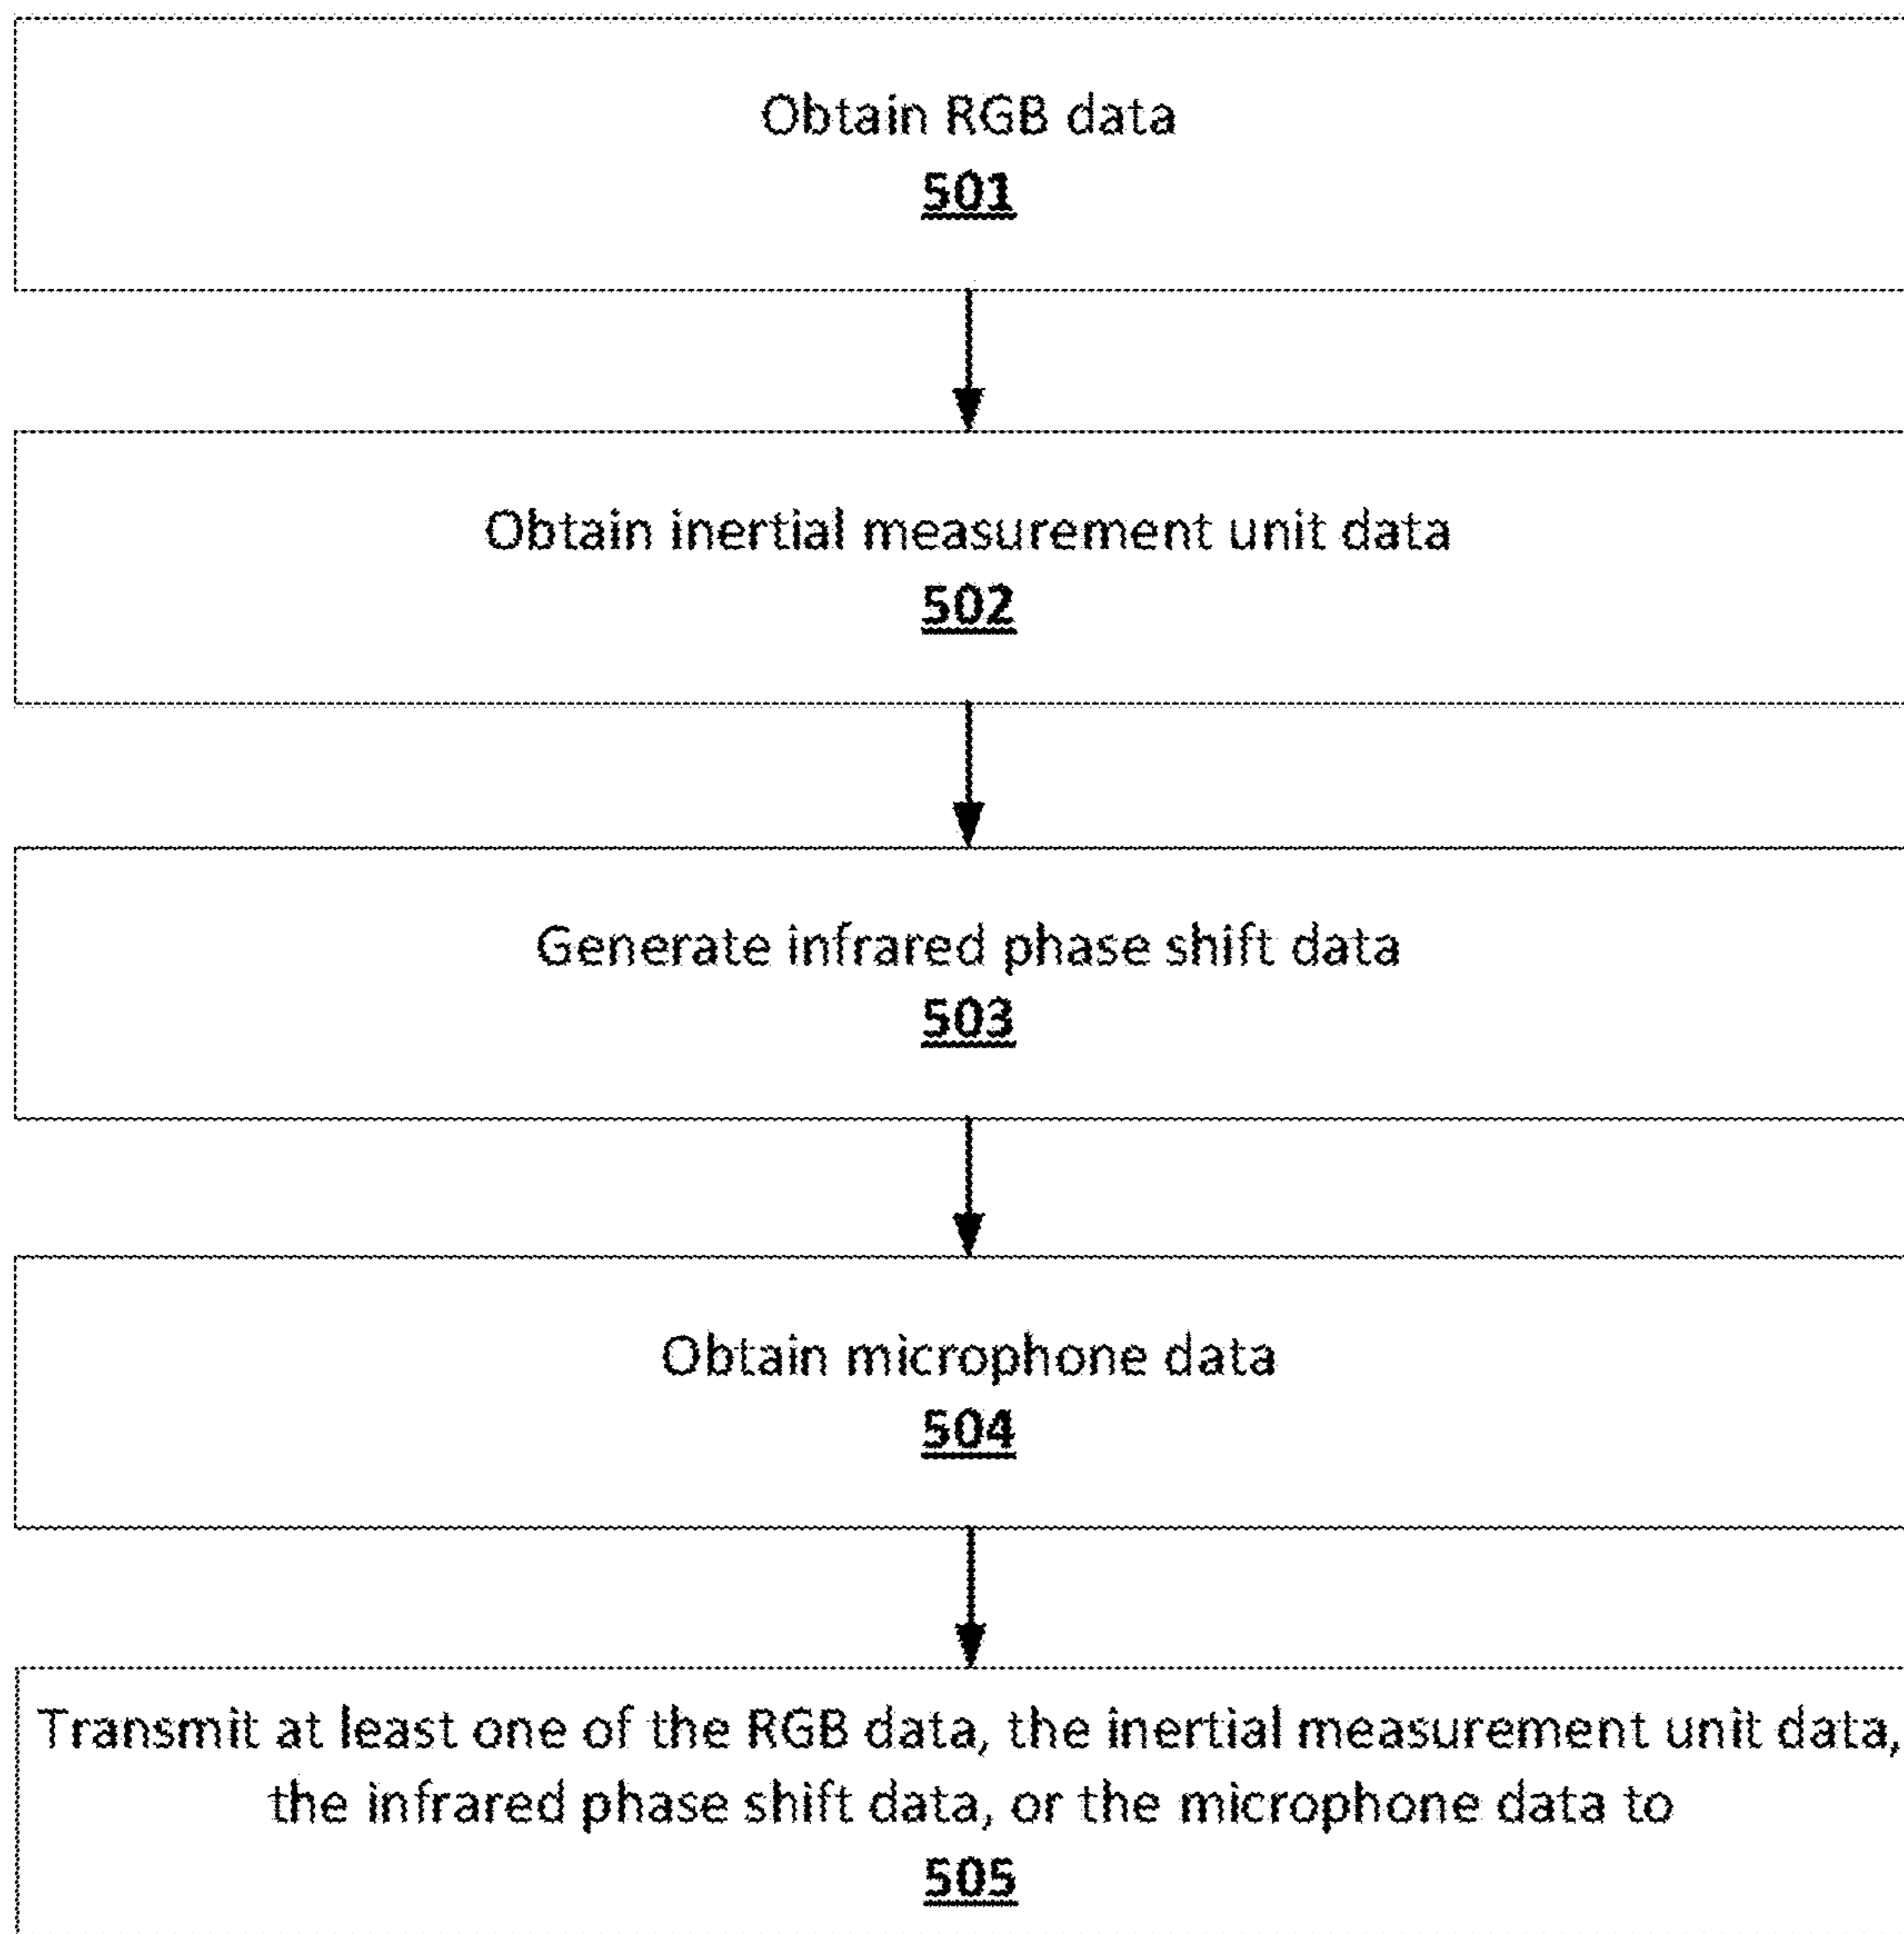 Obtain RGB data
501
Obtain inertial measurement unit data
502
Generate infrared phase shift data
503
Obtain microphone data
504
Transmit at least one of the RGB data, the inertial measurement unit data,
the infrared phase shift data, or the microphone data to
505